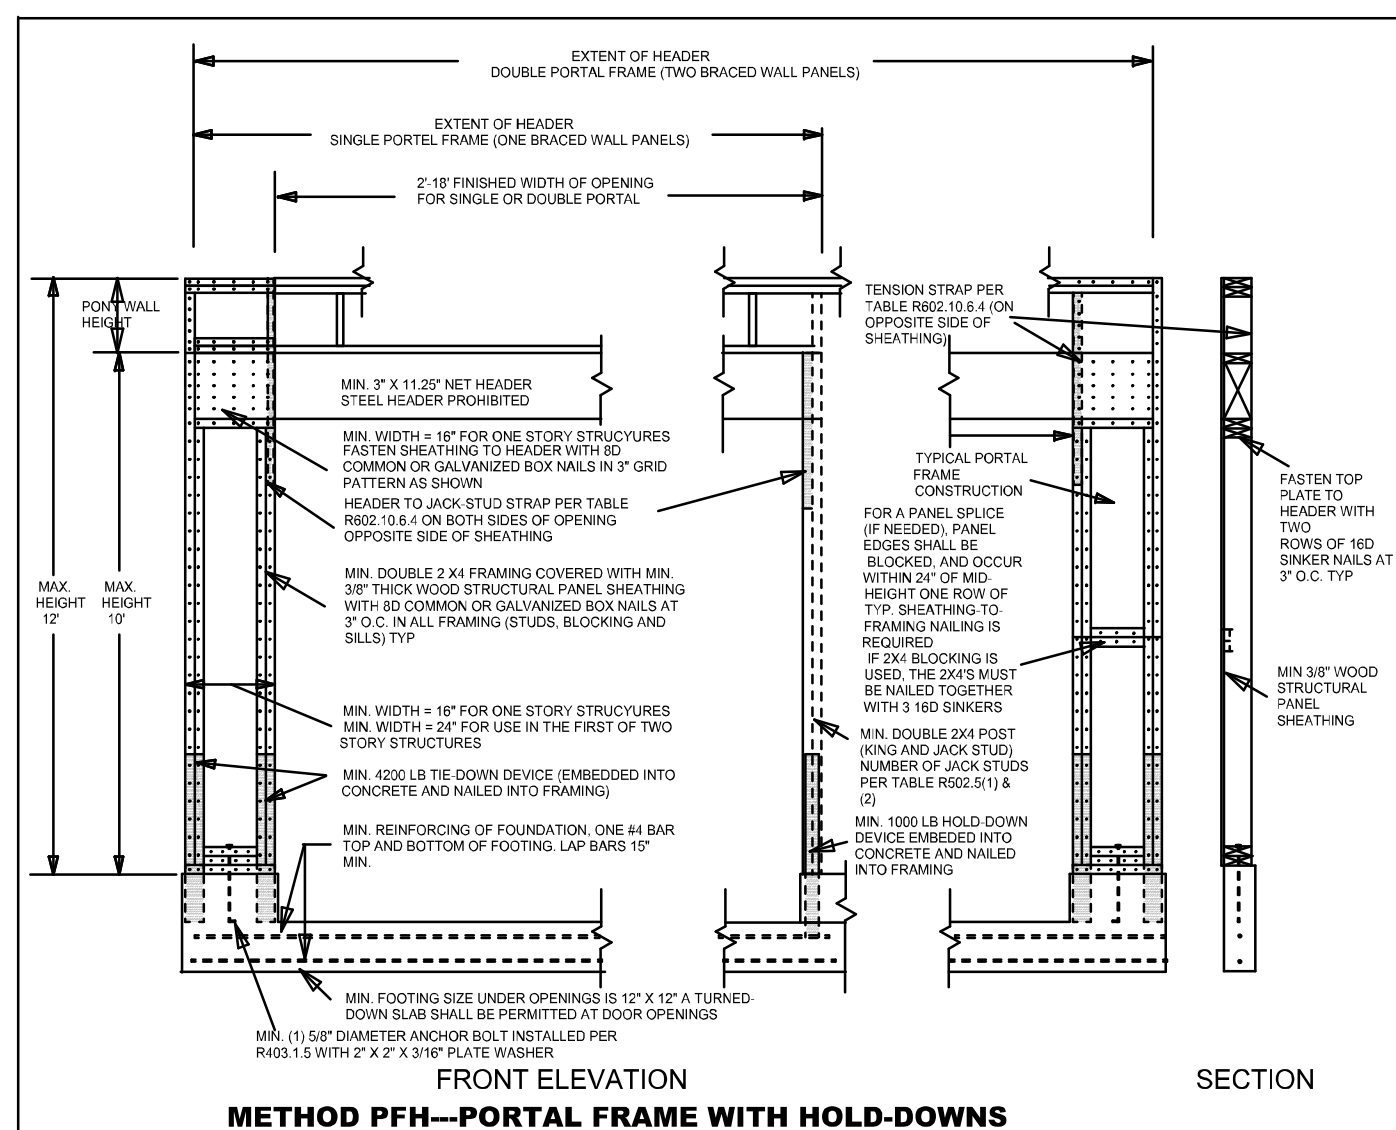 EXTENT OF HEADER
DOUBLE PORTAL FRAME (TWO BRACED WALL PANELS)
EXTENT OF HEADER
SINGLE PORTEL FRAME (ONE BRACED WALL PANELS)
2'-18' FINISHED WIDTH OF OPENING
FOR SINGLE OR DOUBLE PORTAL
PONY WALL
HEIGHT
TENSION STRAP PER
TABLE R602.10.6.4 (ON
OPPOSITE SIDE OF
SHEATHING)
MIN. 3" X 11.25" NET HEADER
STEEL HEADER PROHIBITED
MIN. WIDTH = 16" FOR ONE STORY STRUCYURES
FASTEN SHEATHING TO HEADER WITH 8D
COMMON OR GALVANIZED BOX NAILS IN 3" GRID
PATTERN AS SHOWN
HEADER TO JACK-STUD STRAP PER TABLE
R602.10.6.4 ON BOTH SIDES OF OPENING
OPPOSITE SIDE OF SHEATHING
TYPICAL PORTAL
FRAME
CONSTRUCTION
FASTEN TOP
PLATE TO
HEADER WITH
TWO
ROWS OF 16D
SINKER NAILS AT
3" O.C. TYP
FOR A PANEL SPLICE
(IF NEEDED), PANEL
EDGES SHALL BE
BLOCKED, AND OCCUR
WITHIN 24" OF MID-
HEIGHT ONE ROW OF
TYP. SHEATHING-TO-
FRAMING NAILING IS
REQUIRED
IF 2X4 BLOCKING IS
USED, THE 2X4'S MUST
BE NAILED TOGETHER
WITH 3 16D SINKERS
MAX.
HEIGHT
12'
MAX.
HEIGHT
10'
MIN. DOUBLE 2 X4 FRAMING COVERED WITH MIN.
3/8" THICK WOOD STRUCTURAL PANEL SHEATHING
WITH 8D COMMON OR GALVANIZED BOX NAILS AT
3" O.C. IN ALL FRAMING (STUDS, BLOCKING AND
SILLS) TYP
MIN 3/8" WOOD
STRUCTURAL
PANEL
SHEATHING
MIN. WIDTH = 16" FOR ONE STORY STRUCYURES
MIN. WIDTH = 24" FOR USE IN THE FIRST OF TWO
STORY STRUCTURES
MIN. DOUBLE 2X4 POST
(KING AND JACK STUD)
NUMBER OF JACK STUDS
PER TABLE R502.5(1) &
(2)
MIN. 4200 LB TIE-DOWN DEVICE (EMBEDDED INTO
CONCRETE AND NAILED INTO FRAMING)
MIN. 1000 LB HOLD-DOWN
DEVICE EMBEDED INTO
CONCRETE AND NAILED
INTO FRAMING
MIN. REINFORCING OF FOUNDATION, ONE #4 BAR
TOP AND BOTTOM OF FOOTING. LAP BARS 15"
MIN.
MIN. FOOTING SIZE UNDER OPENINGS IS 12" X 12" A TURNED-
DOWN SLAB SHALL BE PERMITTED AT DOOR OPENINGS
MIN. (1) 5/8" DIAMETER ANCHOR BOLT INSTALLED PER
R403.1.5 WITH 2" X 2" X 3/16" PLATE WASHER
FRONT ELEVATION
SECTION
METHOD PFH---PORTAL FRAME WITH HOLD-DOWNS